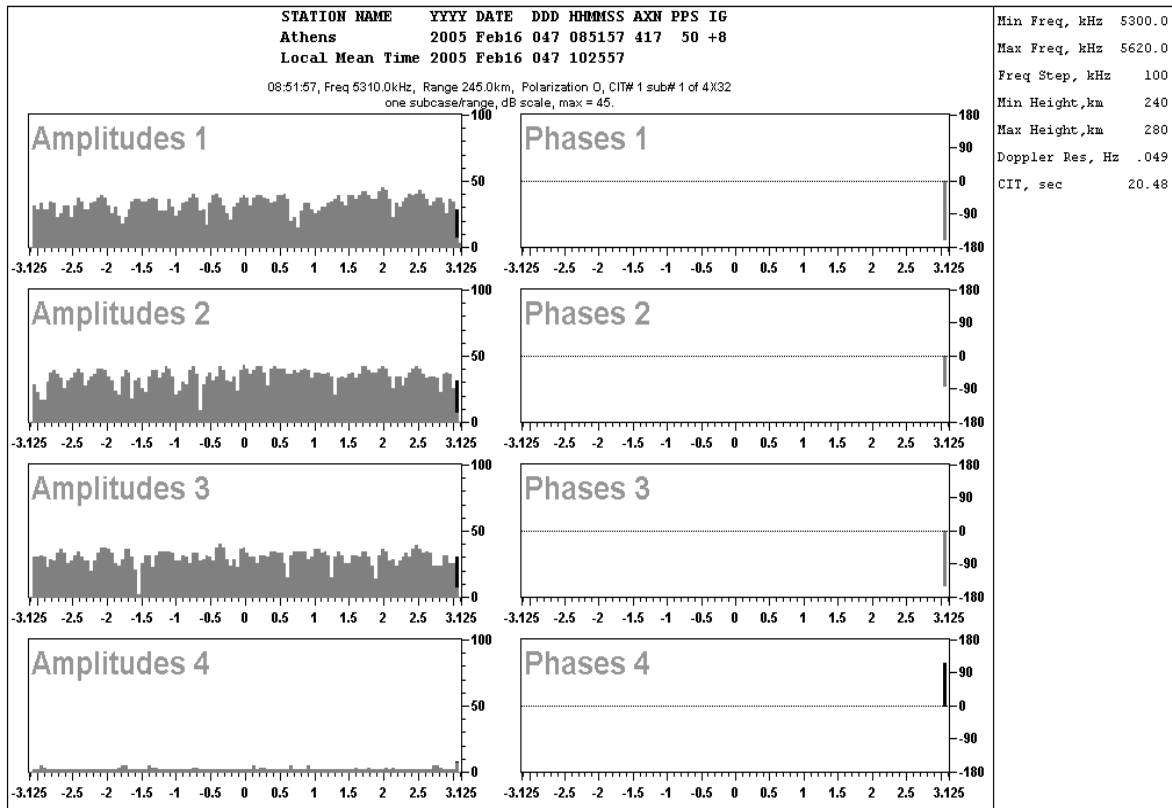 STATION NAME YYYY DATE DDD HHMMSS AXN PPS IG
Athens 2005 Feb16 047 085157 417 50 +8
Local Mean Time 2005 Feb16 047 102557
08:51:57, Freq 5310.0kHz, Range 245.0km, Polarization O, CIT# 1 sub# 1 of 4X32
one subcase/range, dB scale, max = 45.
Min Freq, kHz 5300.0
Max Freq, kHz 5620.0
Freq Step, kHz 100
Min Height,km 240
Max Height,km 280
Doppler Res, Hz .049
CIT, sec 20.48
Amplitudes 1
100
50
0
-3.125 -2.5 -2 -1.5 -1 -0.5 0 0.5 1 1.5 2 2.5 3.125
Phases 1
180
90
0
-90
-180
-3.125 -2.5 -2 -1.5 -1 -0.5 0 0.5 1 1.5 2 2.5 3.125
Amplitudes 2
100
50
0
-3.125 -2.5 -2 -1.5 -1 -0.5 0 0.5 1 1.5 2 2.5 3.125
Phases 2
180
90
0
-90
-180
-3.125 -2.5 -2 -1.5 -1 -0.5 0 0.5 1 1.5 2 2.5 3.125
Amplitudes 3
100
50
0
-3.125 -2.5 -2 -1.5 -1 -0.5 0 0.5 1 1.5 2 2.5 3.125
Phases 3
180
90
0
-90
-180
-3.125 -2.5 -2 -1.5 -1 -0.5 0 0.5 1 1.5 2 2.5 3.125
Amplitudes 4
100
50
0
-3.125 -2.5 -2 -1.5 -1 -0.5 0 0.5 1 1.5 2 2.5 3.125
Phases 4
180
90
0
-90
-180
-3.125 -2.5 -2 -1.5 -1 -0.5 0 0.5 1 1.5 2 2.5 3.125